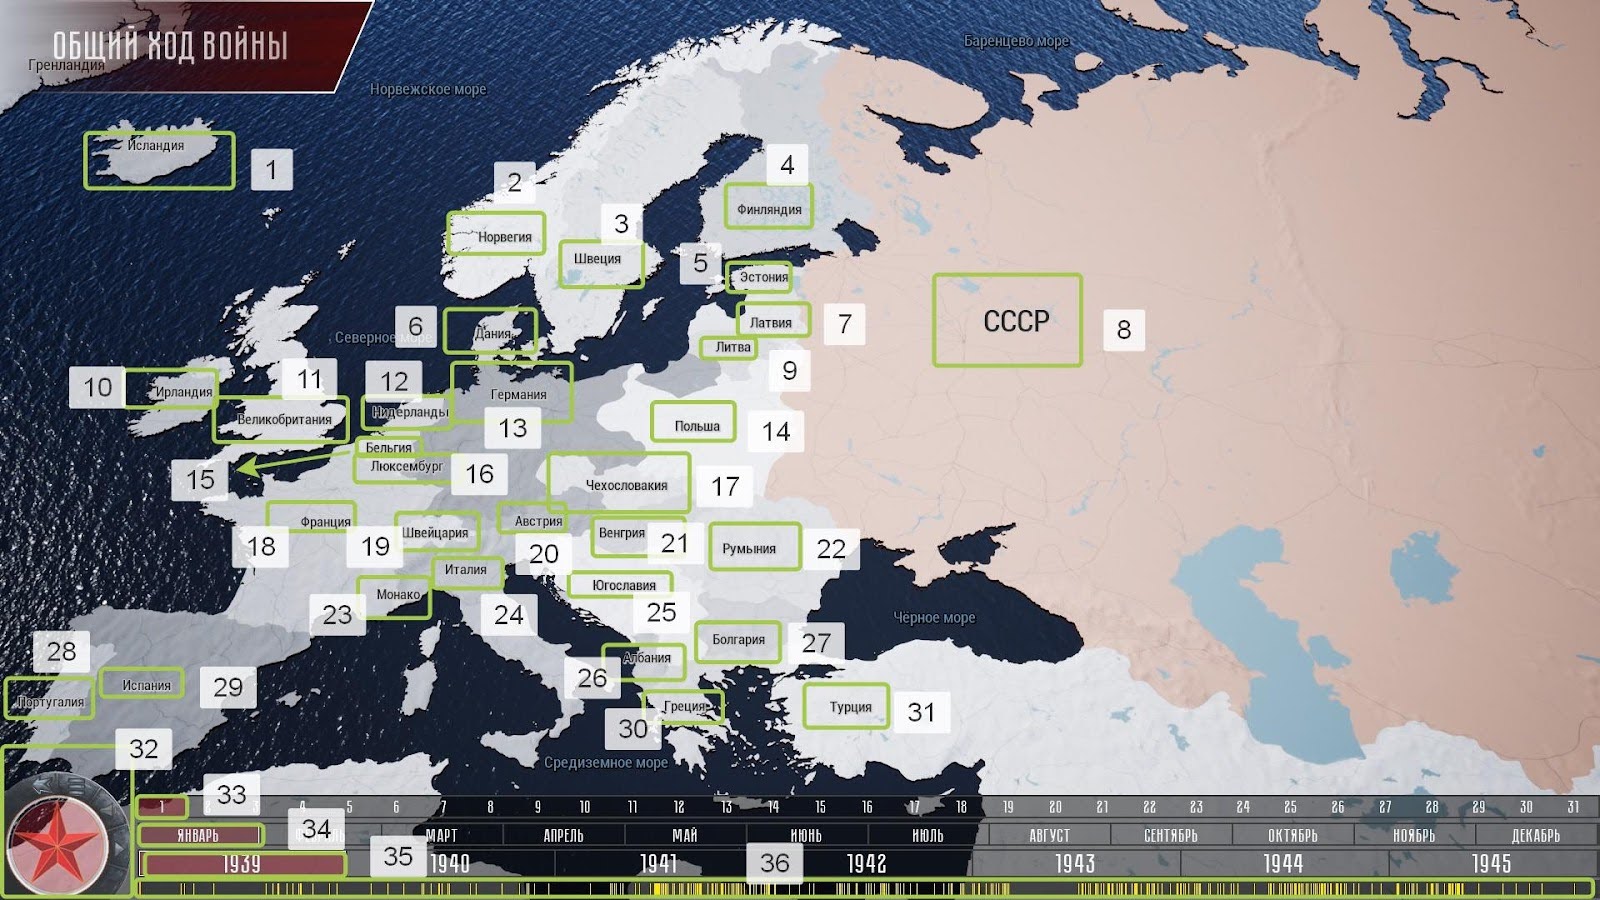 ОБЩИЙ ХОД ВОЙНЫ
Гренландия
Баренцево море
Норвежское море
Исландия
1
2
3
4
Финляндия
Норвегия
Швеция
5
Эстония
6
Дания
Северное море
Латвия
7
СССР
8
Литва
9
10
Ирландия
11
Великобритания
12
Нидерланды
Германия
13
Польша
14
Бельгия
15
Люксембург
16
Чехословакия
17
Франция
18
Швейцария
19
Австрия
20
Венгрия
21
Румыния
22
Италия
Монако
23
24
Югославия
25
Чёрное море
Албания
26
Болгария
27
28
Португалия
Испания
29
Греция
30
Турция
31
Средиземное море
32
33
1 3 4 5 6 7 8 9 10 11 12 13 14 15 16 17 18 19 20 21 22 23 24 25 26 27 28 29 30 31
34
ЯНВАРЬ ФЕВРАЛЬ МАРТ АПРЕЛЬ МАЙ ИЮНЬ ИЮЛЬ АВГУСТ СЕНТЯБРЬ ОКТЯБРЬ НОЯБРЬ ДЕКАБРЬ
35
36
1939 1940 1941 1942 1943 1944 1945